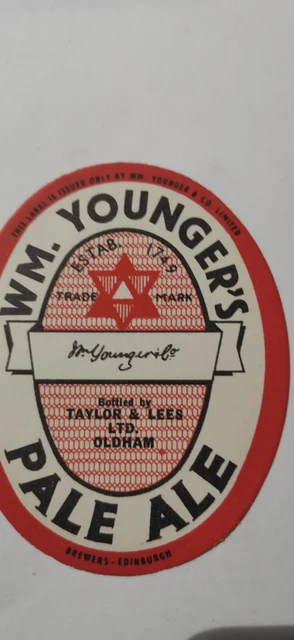 THIS LABEL IS ISSUED ONLY BY WM. YOUNGER & CO. LIMITED
WM. YOUNGER'S
ESTAB. 1749
TRADE MARK
Wm Younger & Co
Bottled by
TAYLOR & LEES
LTD.
OLDHAM
PALE ALE
BREWERS - EDINBURGH